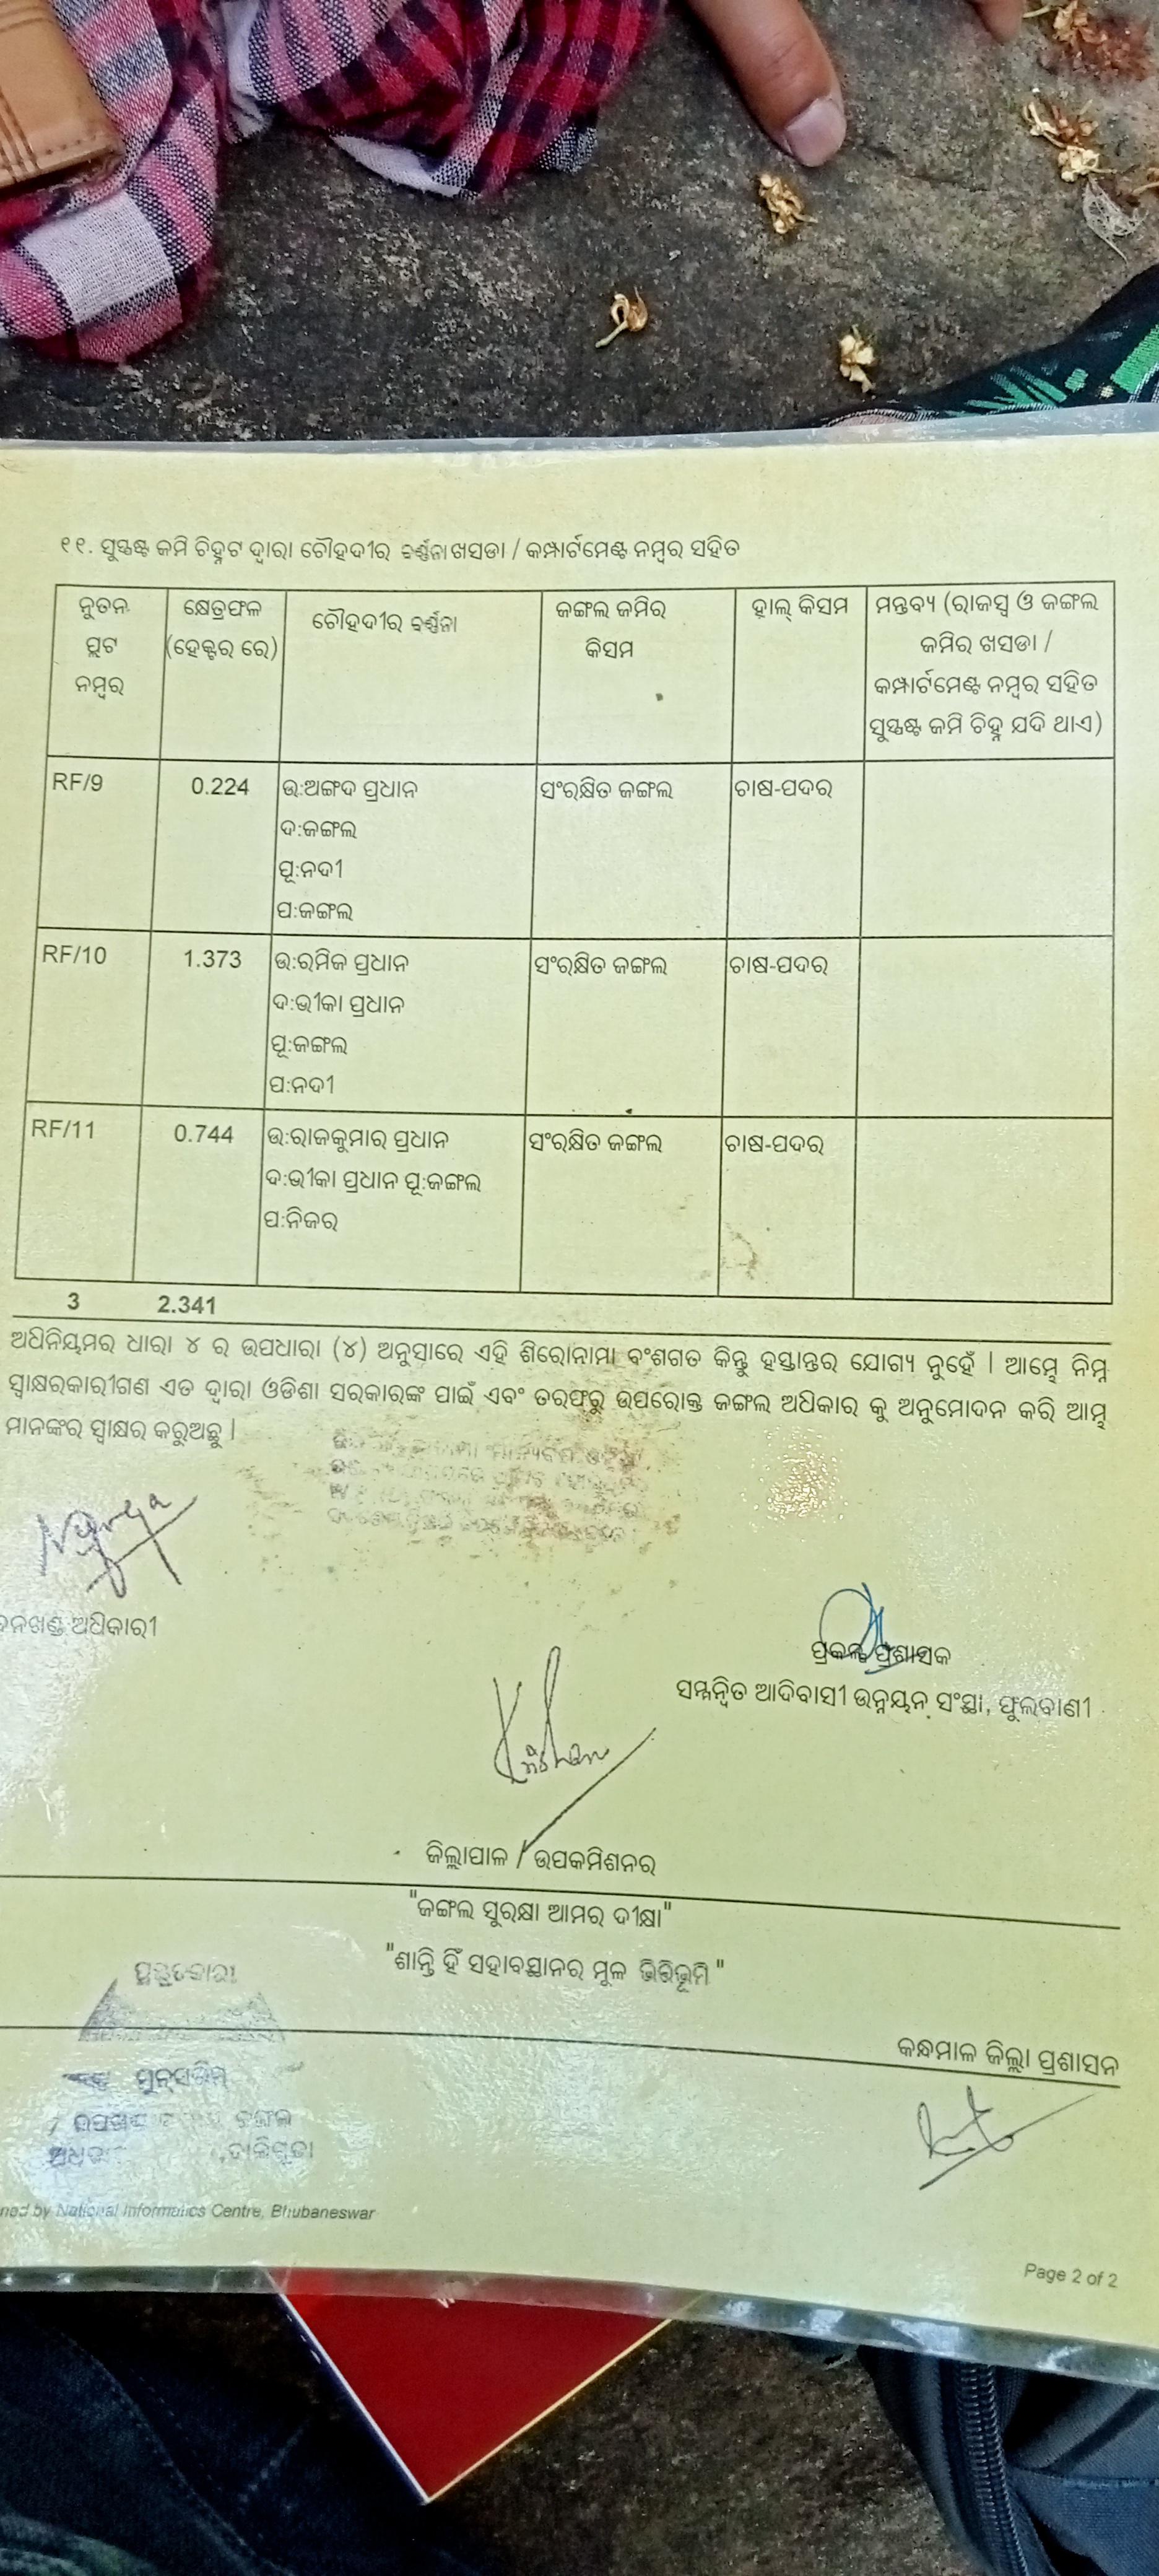 ୧୧. ସୁସ୍ପଷ୍ଟ ଜମି ଚିହ୍ନଟ ଦ୍ୱାରା ଚୌହଦୀର ବର୍ଣ୍ଣନା ଖସଡା / କମ୍ପାର୍ଟମେଣ୍ଟ ନମ୍ବର ସହିତ
ନୁତନ ପ୍ଲଟ ନମ୍ବର
କ୍ଷେତ୍ରଫଳ (ହେକ୍ଟର ରେ)
ଚୌହଦୀର ବର୍ଣ୍ଣନା
ଜଙ୍ଗଲ ଜମିର କିସମ
ହାଲ୍ କିସମ
ମନ୍ତବ୍ୟ (ରାଜସ୍ୱ ଓ ଜଙ୍ଗଲ
ଜମିର ଖସଡା /
କମ୍ପାର୍ଟମେଣ୍ଟ ନମ୍ବର ସହିତ
ସୁସ୍ପଷ୍ଟ ଜମି ଚିହ୍ନ ଯଦି ଥାଏ)
RF/9 0.224 ଉ:ଅଙ୍ଗଦ ପ୍ରଧାନ ସଂରକ୍ଷିତ ଜଙ୍ଗଲ ଚାଷ-ପଦର
ଦ:ଜଙ୍ଗଲ
ପୂ:ନଦୀ
ପ:ଜଙ୍ଗଲ
RF/10 1.373 ଉ:ରମିକ ପ୍ରଧାନ ସଂରକ୍ଷିତ ଜଙ୍ଗଲ ଚାଷ-ପଦର
ଦ:ଭୀକା ପ୍ରଧାନ
ପୂ:ଜଙ୍ଗଲ
ପ:ନଦୀ
RF/11 0.744 ଉ:ରାଜକୁମାର ପ୍ରଧାନ ସଂରକ୍ଷିତ ଜଙ୍ଗଲ ଚାଷ-ପଦର
ଦ:ଭୀକା ପ୍ରଧାନ ପୂ:ଜଙ୍ଗଲ
ପ:ନିଜର
3 2.341
ଅଧିନିୟମର ଧାରା ୪ ର ଉପଧାରା (୪) ଅନୁସାରେ ଏହି ଶିରୋନାମା ବଂଶଗତ କିନ୍ତୁ ହସ୍ତାନ୍ତର ଯୋଗ୍ୟ ନୁହେଁ । ଆମ୍ଭେ ନିମ୍ନ
ସ୍ୱାକ୍ଷରକାରୀଗଣ ଏତ ଦ୍ୱାରା ଓଡିଶା ସରକାରଙ୍କ ପାଇଁ ଏବଂ ତରଫରୁ ଉପରୋକ୍ତ ଜଙ୍ଗଲ ଅଧିକାର କୁ ଅନୁମୋଦନ କରି ଆମ୍ଭ
ମାନଙ୍କର ସ୍ୱାକ୍ଷର କରୁଅଛୁ ।
ବନଖଣ୍ଡ ଅଧିକାରୀ
ପ୍ରକଳ୍ପ ପ୍ରଶାସକ
ସମ୍ନ୍ୱିତ ଆଦିବାସୀ ଉନ୍ନୟନ ସଂସ୍ଥା, ଫୁଲବାଣୀ
ଜିଲ୍ଲାପାଳ / ଉପକମିଶନର
"ଜଙ୍ଗଲ ସୁରକ୍ଷା ଆମର ଦୀକ୍ଷା"
"ଶାନ୍ତି ହିଁ ସହାବସ୍ଥାନର ମୂଳ ଭିତ୍ତିଭୂମି"
କନ୍ଧମାଳ ଜିଲ୍ଲା ପ୍ରଶାସନ
by National Informatics Centre, Bhubaneswar
Page 2 of 2